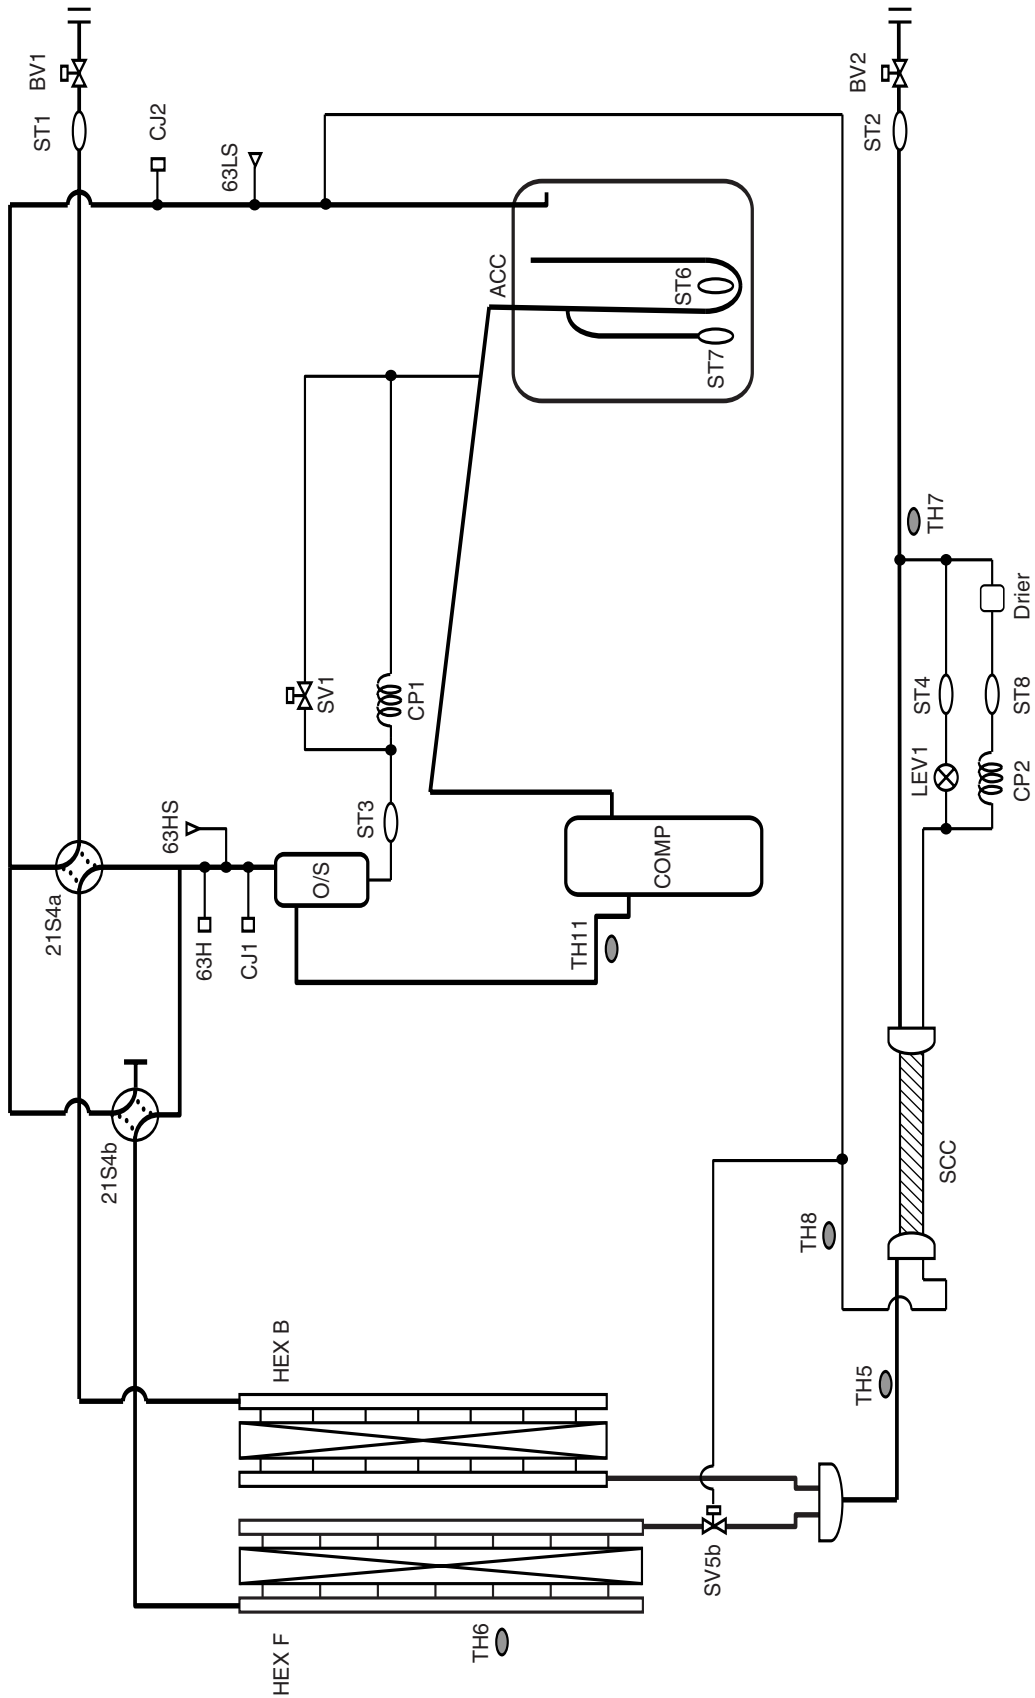 BV1
ST1
21S4a
21S4b
CJ2
63HS
63H
63LS
CJ1
HEX F
HEX B
O/S
SV1
ST3
CP1
TH6
ACC
TH11
COMP
ST6
SV5b
ST7
TH8
BV2
TH5
ST2
LEV1
ST4
TH7
SCC
CP2
ST8
Drier